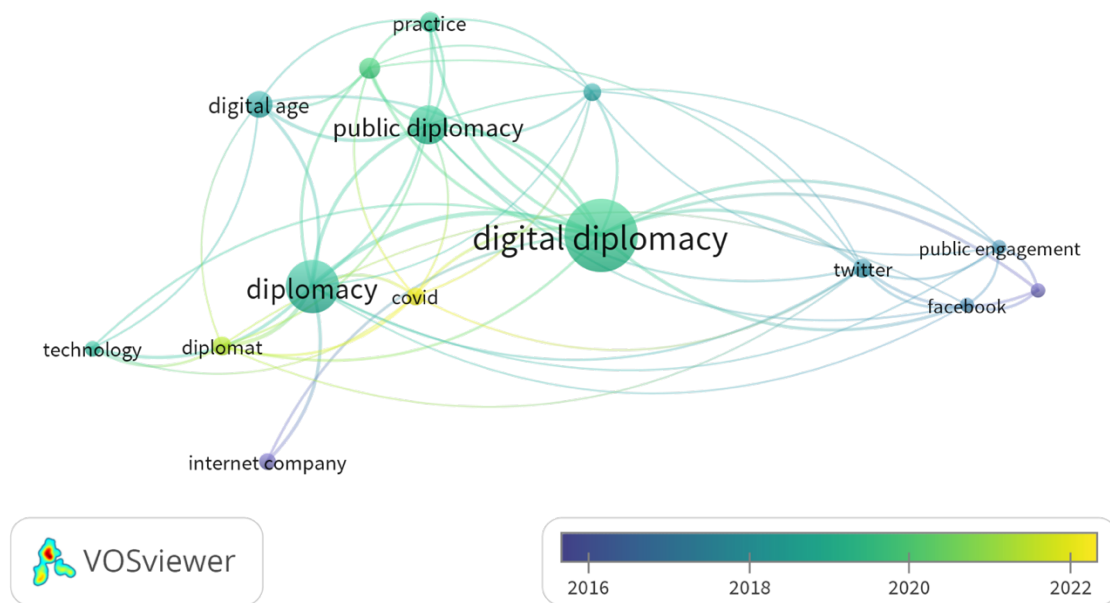 practice
digital age
public diplomacy
digital diplomacy
public engagement
twitter
diplomacy
covid
facebook
technology
diplomat
internet company
VOSviewer
2016
2018
2020
2022